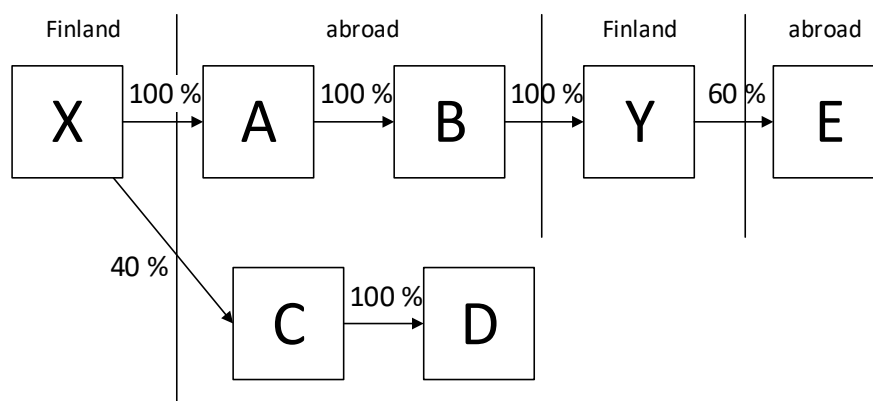 Finland abroad Finland abroad
X 100 % A 100 % B 100 % Y 60 % E
40 % C 100 % D